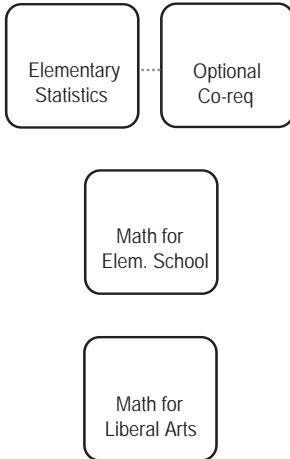 Elementary
Statistics
Optional
Co-req
Math for
Elem. School
Math for
Liberal Arts